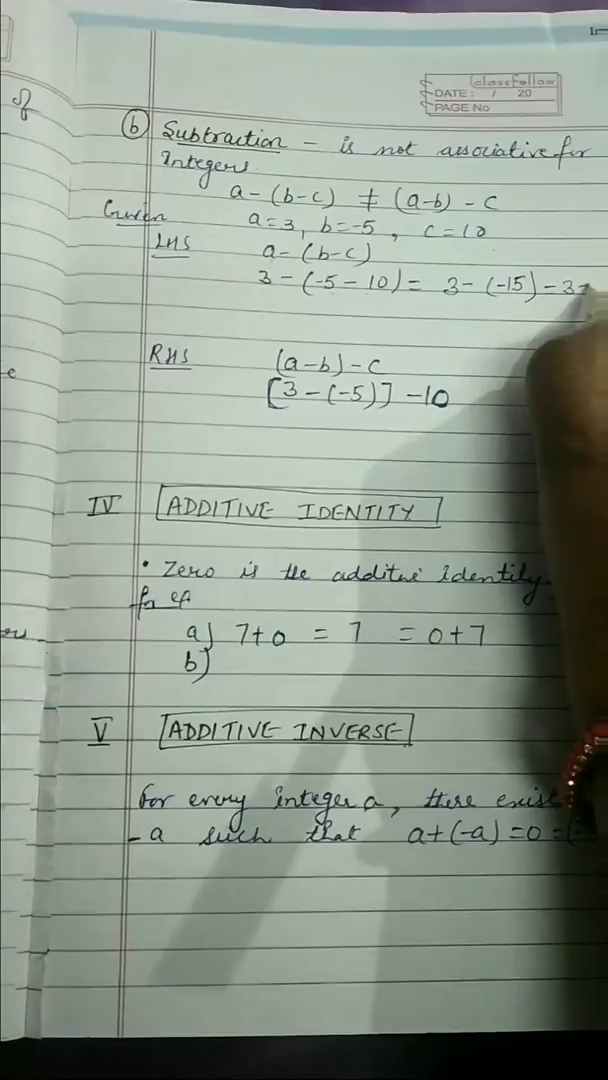 classfellow
DATE: / 20
PAGE No
of
(b) Subtraction - is not associative for
Integers.
a - (b-c) ≠ (a-b) - c
Given a=3, b=-5, c=10
LHS a-(b-c)
3-(-5-10) = 3-(-15) - 3+
RHS (a-b)-c
e
[3-(-5)] -10
IV ADDITIVE IDENTITY
• Zero is the additive identity
for eg
a) 7+0 = 7 = 0+7
b)
V ADDITIVE INVERSE
For every integer a, there exist
-a such that a+(-a)=0=(-